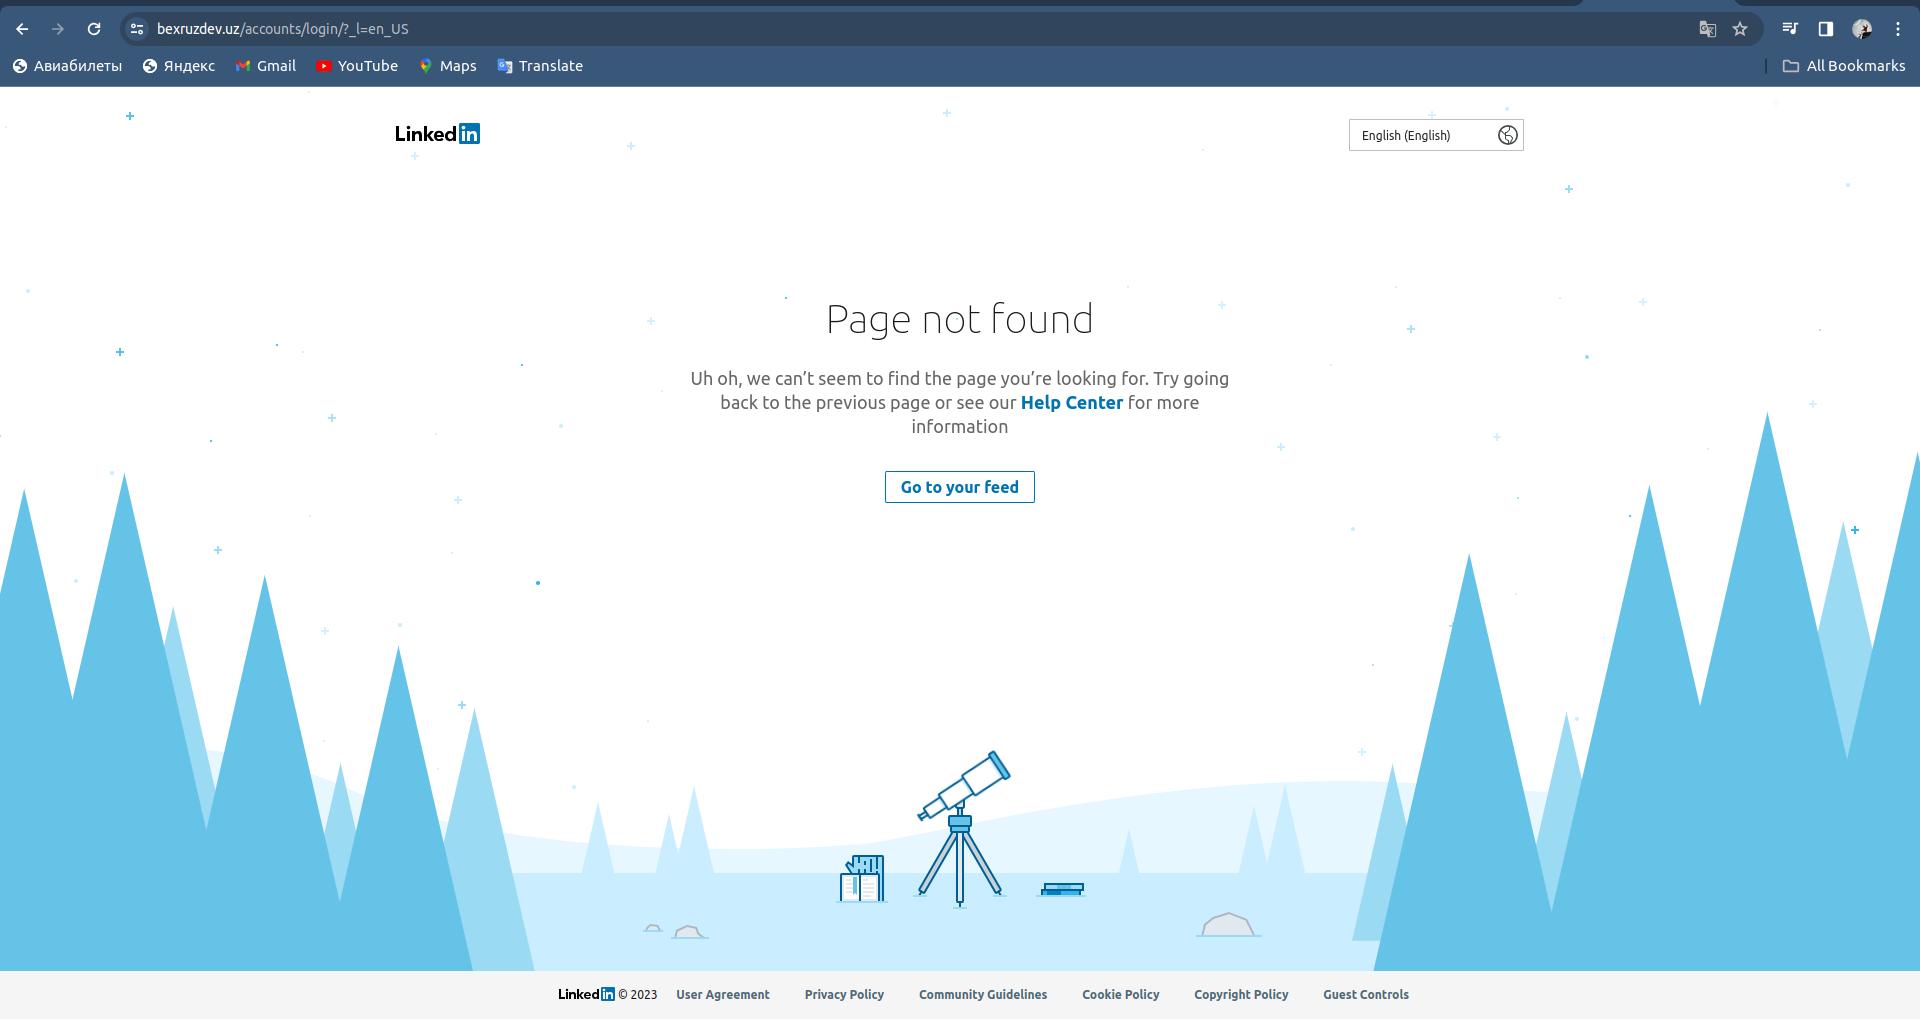 bexruzdev.uz/accounts/login/?_l=en_US
Авиабилеты Яндекс Gmail YouTube Maps Translate All Bookmarks
Linkedin English (English)
Page not found
Uh oh, we can’t seem to find the page you’re looking for. Try going
back to the previous page or see our Help Center for more
information
Go to your feed
Linkedin © 2023 User Agreement Privacy Policy Community Guidelines Cookie Policy Copyright Policy Guest Controls